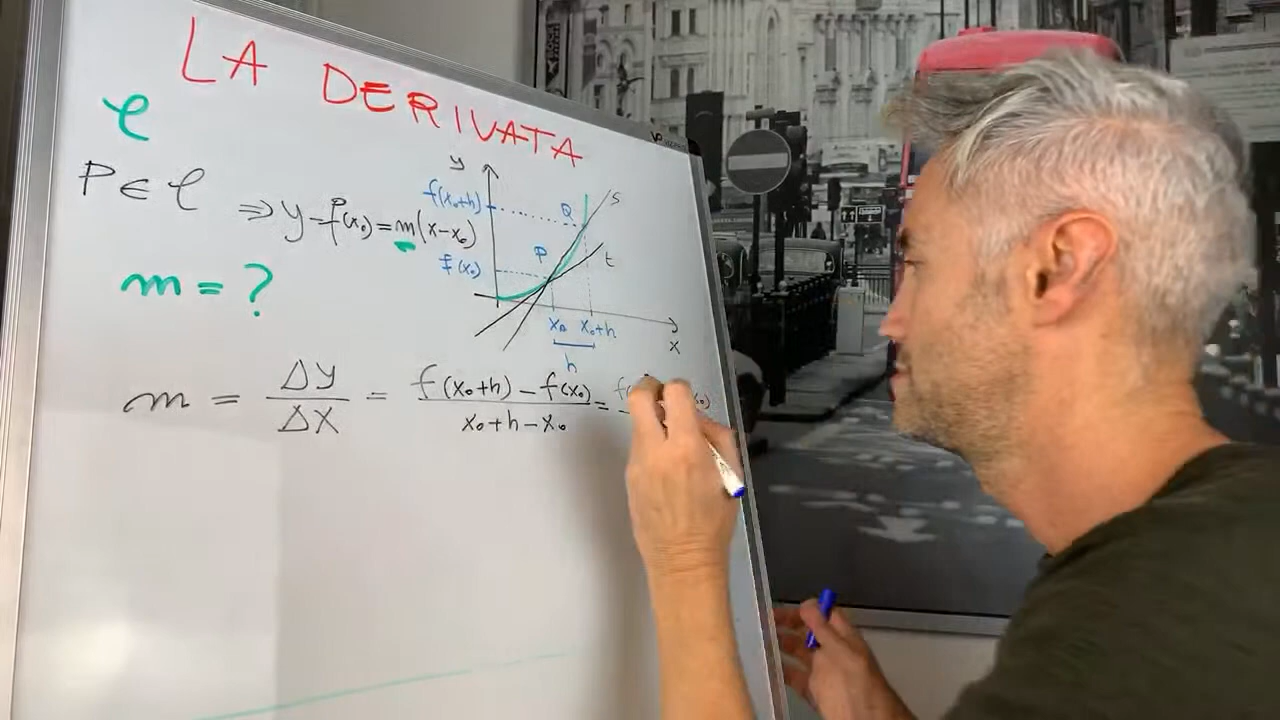 LA DERIVATA
C
P ∈ C ⇒ y - f(x₀) = m(x-x₀)
m = ?
y
f(x₀+h)
f(x₀)
Q
P
s
t
x₀ x₀+h
x
h
m = Δy/Δx = (f(x₀+h) - f(x₀))/(x₀+h-x₀) =